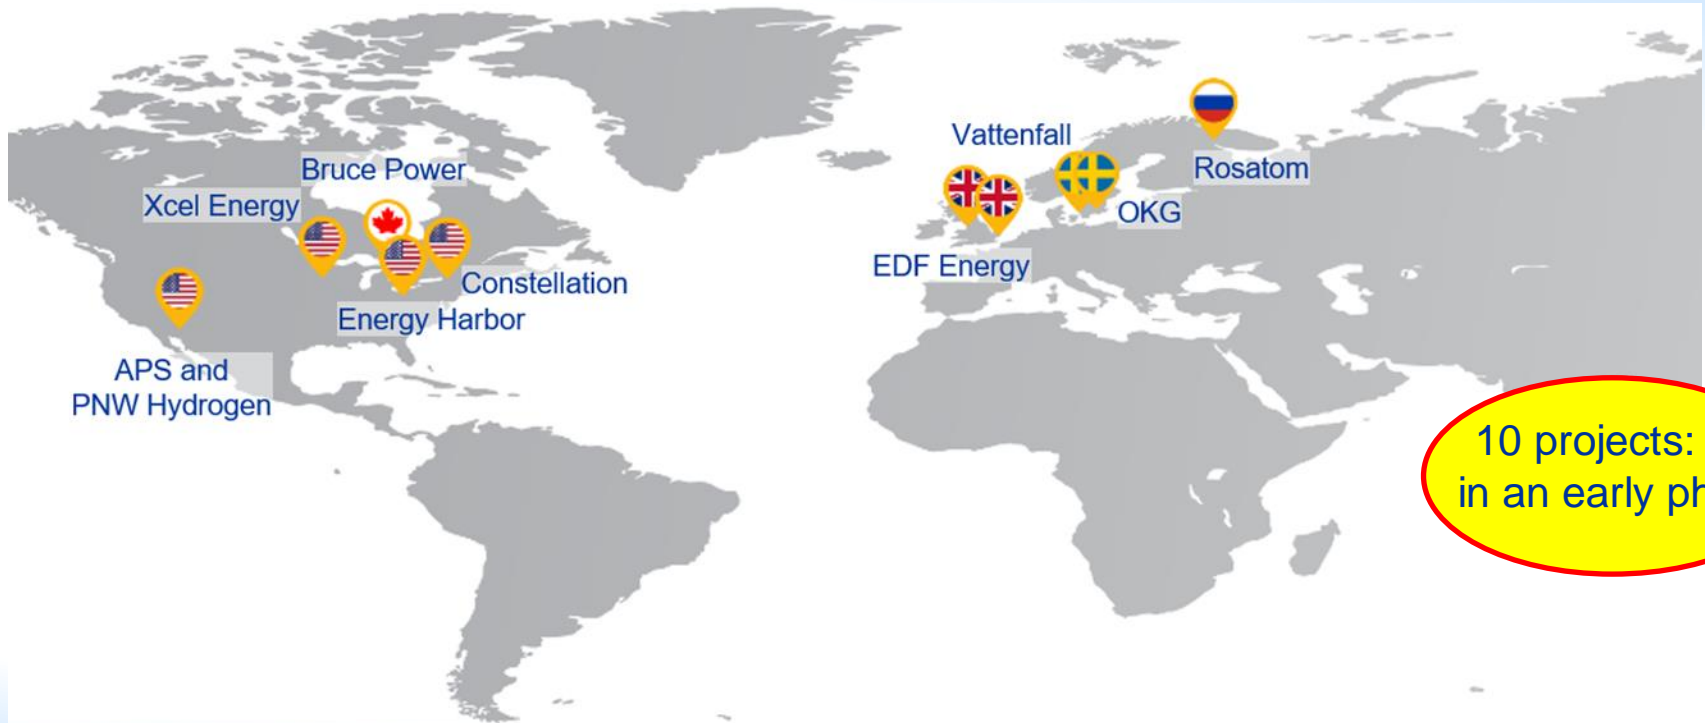 Bruce Power
Xcel Energy
Constellation
Energy Harbor
APS and
PNW Hydrogen
Vattenfall
Rosatom
OKG
EDF Energy
10 projects:
in an early